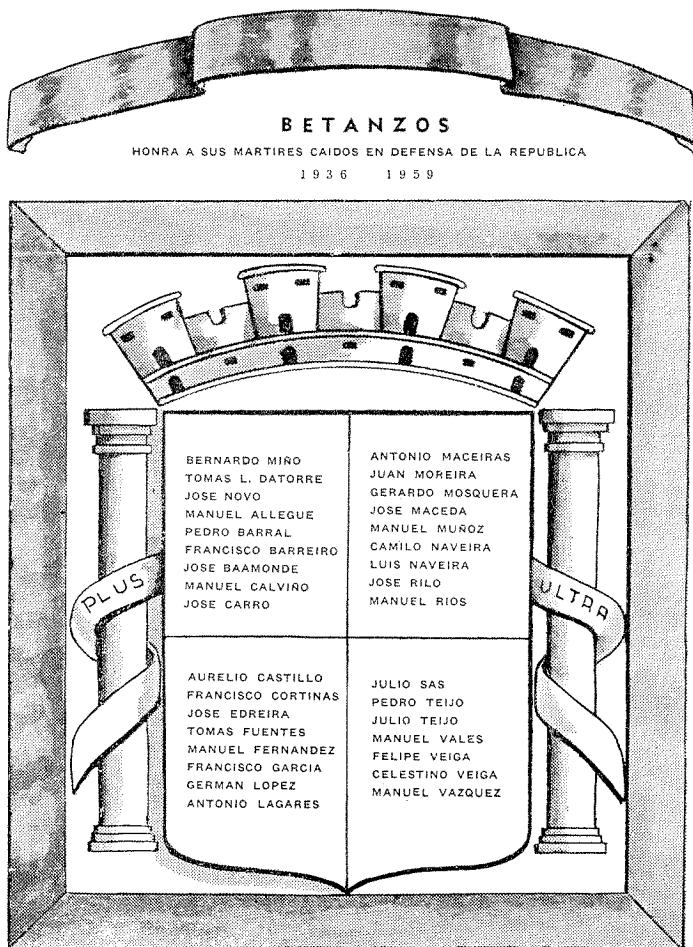 BETANZOS
HONRA A SUS MARTIRES CAIDOS EN DEFENSA DE LA REPUBLICA
1936 1959
BERNARDO MIÑO
TOMAS L. DATORRE
JOSE NOVO
MANUEL ALLEGUE
PEDRO BARRAL
FRANCISCO BARREIRO
JOSE BAAMONDE
MANUEL CALVIÑO
JOSE CARRO
ANTONIO MACEIRAS
JUAN MOREIRA
GERARDO MOSQUERA
JOSE MACEDA
MANUEL MUÑOZ
CAMILO NAVEIRA
LUIS NAVEIRA
JOSE RILO
MANUEL RIOS
PLUS
ULTRA
AURELIO CASTILLO
FRANCISCO CORTINAS
JOSE EDREIRA
TOMAS FUENTES
MANUEL FERNANDEZ
FRANCISCO GARCIA
GERMAN LOPEZ
ANTONIO LAGARES
JULIO SAS
PEDRO TEIJO
JULIO TEIJO
MANUEL VALES
FELIPE VEIGA
CELESTINO VEIGA
MANUEL VAZQUEZ